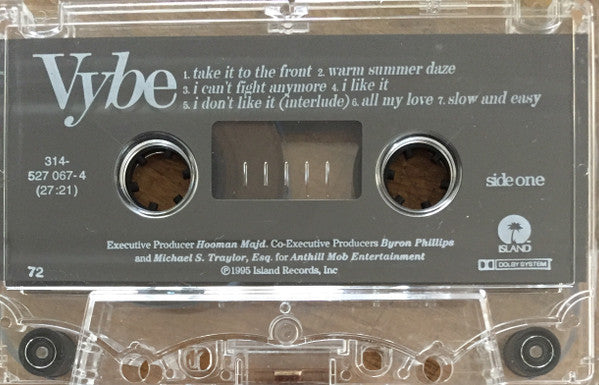 Vybe
1. take it to the front 2. warm summer daze
3. i can't fight anymore 4. i like it
5. i don't like it (interlude) 6. all my love 7. slow and easy
314-
527 067-4
(27:21)
side one
ISLAND
Executive Producer Hooman Majd. Co-Executive Producers Byron Phillips
and Michael S. Traylor, Esq. for Anthill Mob Entertainment
℗©1995 Island Records, Inc
72
DOLBY SYSTEM